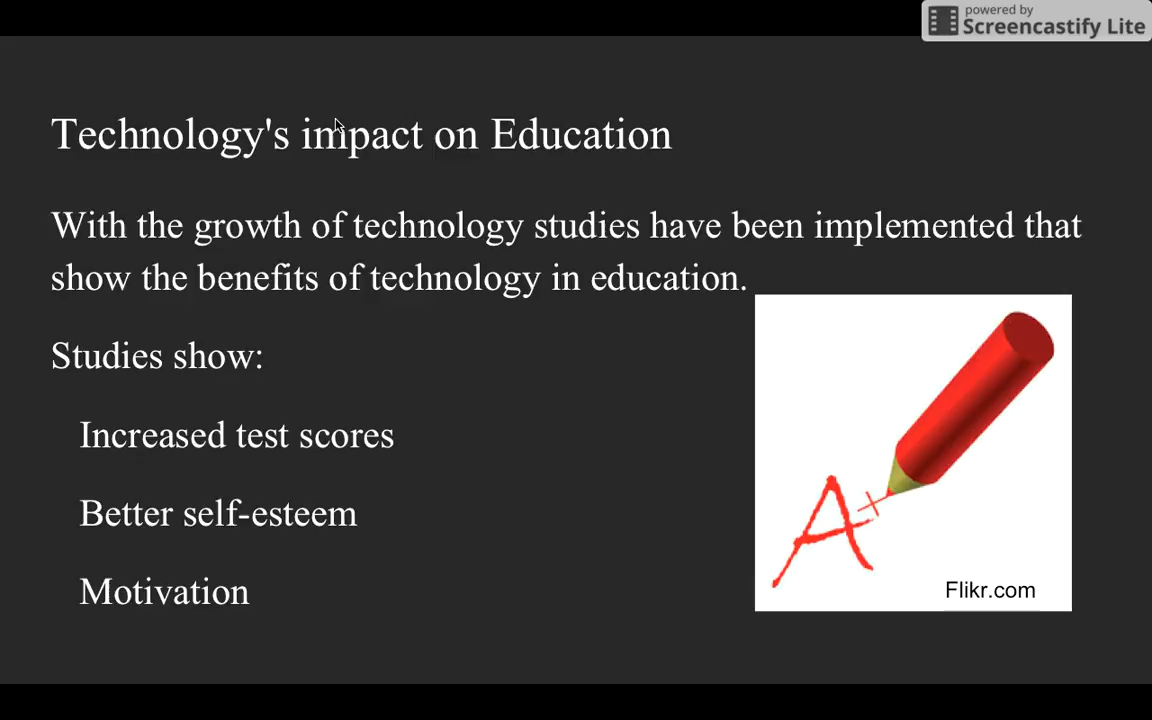 powered by
Screencastify Lite
Technology's impact on Education
With the growth of technology studies have been implemented that
show the benefits of technology in education.
Studies show:
Increased test scores
Better self-esteem
Motivation
A+
Flikr.com